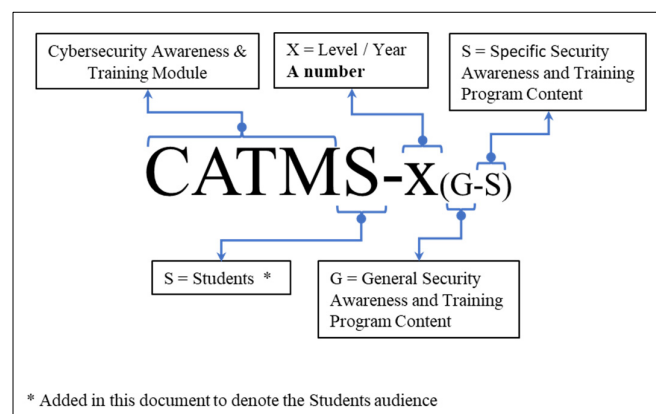 Cybersecurity Awareness &
Training Module
X = Level / Year
A number
S = Specific Security
Awareness and Training
Program Content
CATMS-x(G-S)
S = Students *
G = General Security
Awareness and Training
Program Content
* Added in this document to denote the Students audience